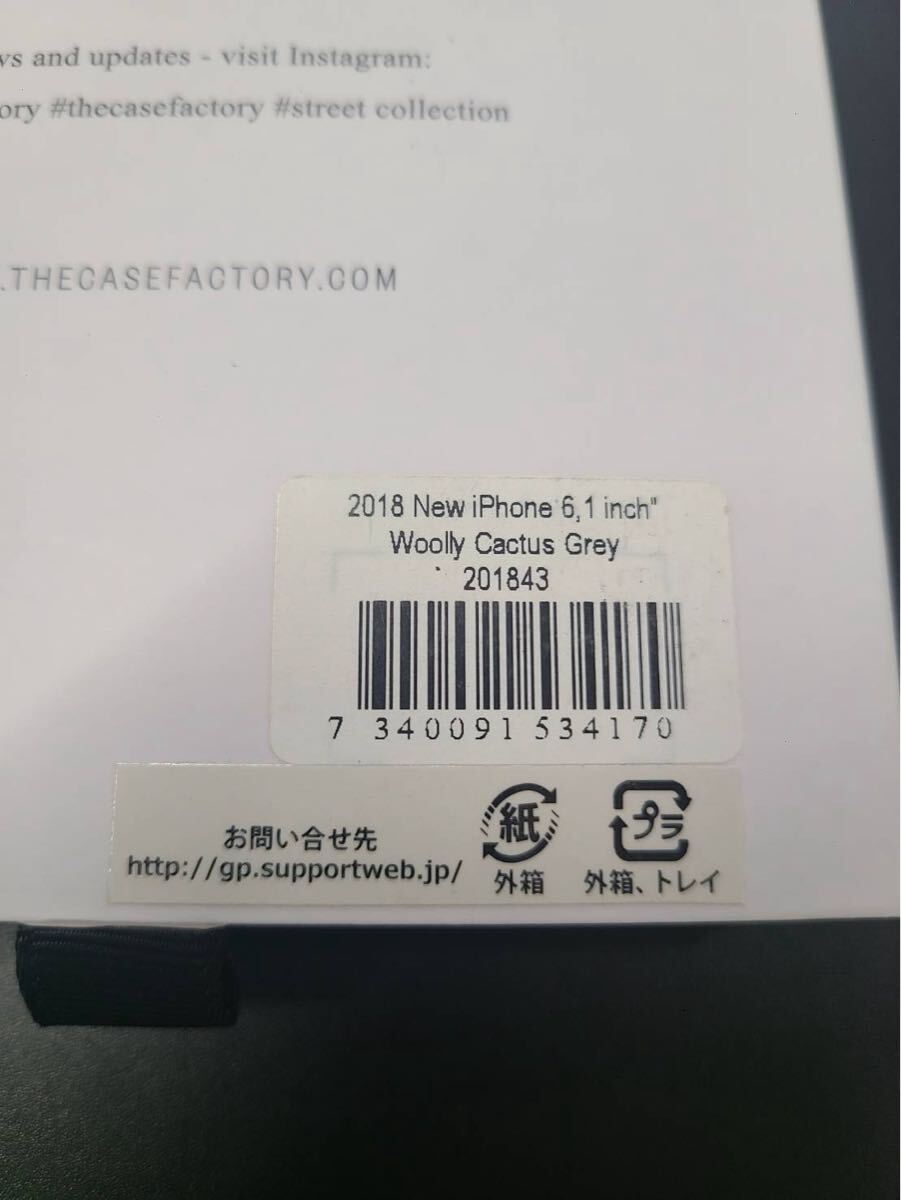 and updates - visit Instagram:
#thecasefactory #street collection
.THECASEFACTORY.COM
2018 New iPhone 6,1 inch"
Woolly Cactus Grey
201843
7 340091 534170
お問い合せ先
http://gp.supportweb.jp/
紙
外箱
プラ
外箱、トレイ